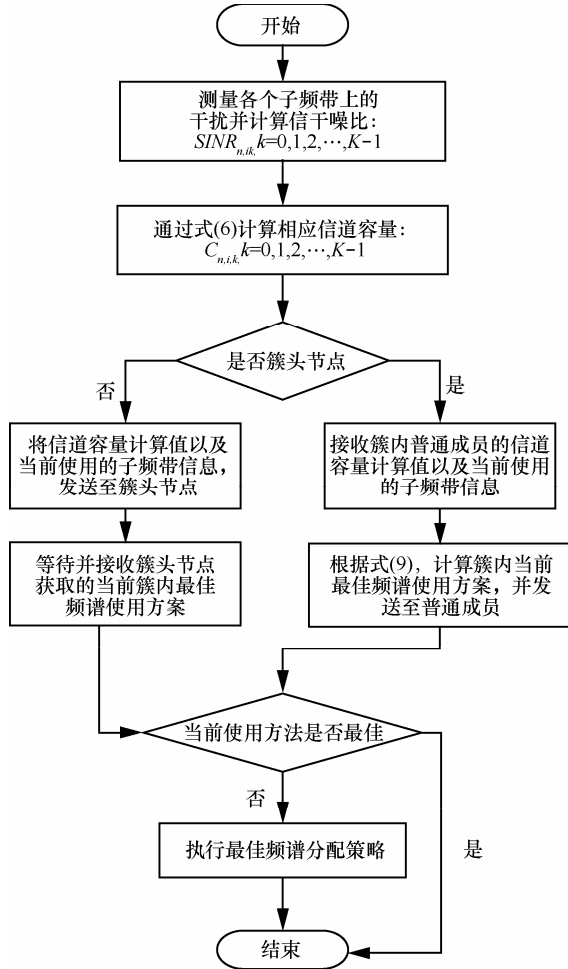 开始
测量各个子频带上的
干扰并计算信干噪比：
SINRn,ik,k=0,1,2,⋯,K−1
通过式(6)计算相应信道容量：
Cn,i,k,k=0,1,2,⋯,K−1
是否簇头节点
否
是
将信道容量计算值以及
当前使用的子频带信息，
发送至簇头节点
接收簇内普通成员的信道
容量计算值以及当前使用
的子频带信息
等待并接收簇头节点
获取的当前簇内最佳
频谱使用方案
根据式(9)，计算簇内当前
最佳频谱使用方案，并发
送至普通成员
当前使用方法是否最佳
否
是
执行最佳频谱分配策略
结束